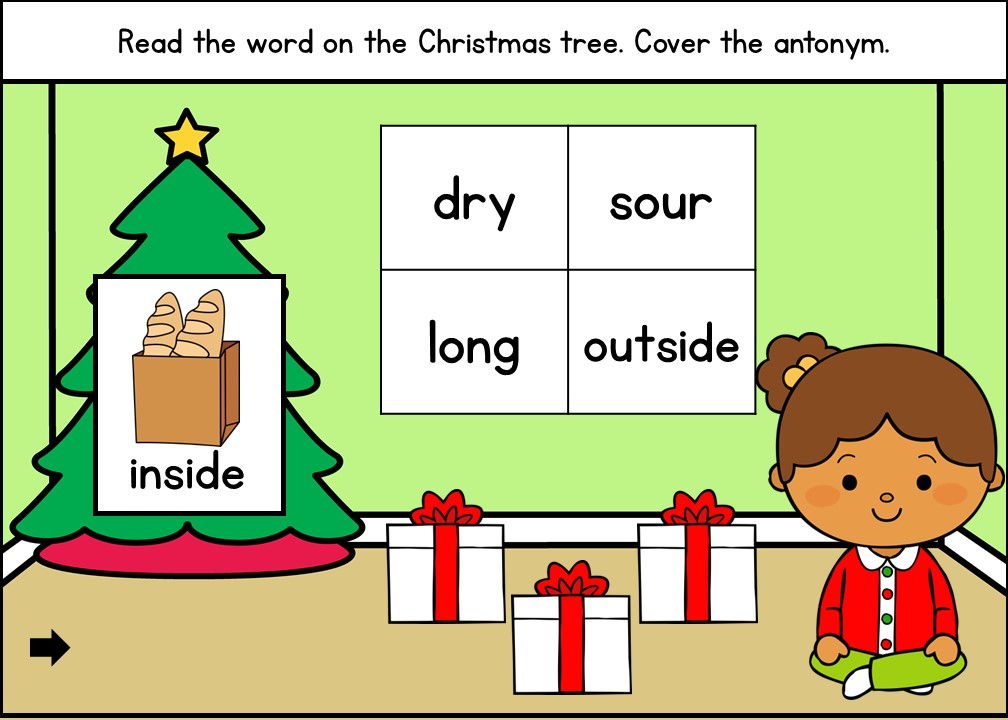 Read the word on the Christmas tree. Cover the antonym.
dry sour
long outside
inside